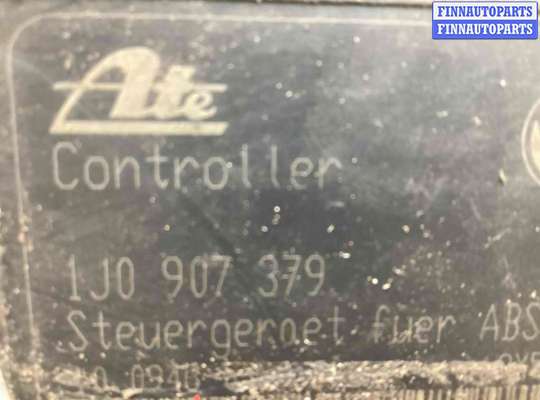 FINNAUTOPARTS
FINNAUTOPARTS
Ate
Controller
1J0 907 379
Steuergeraet fuer ABS